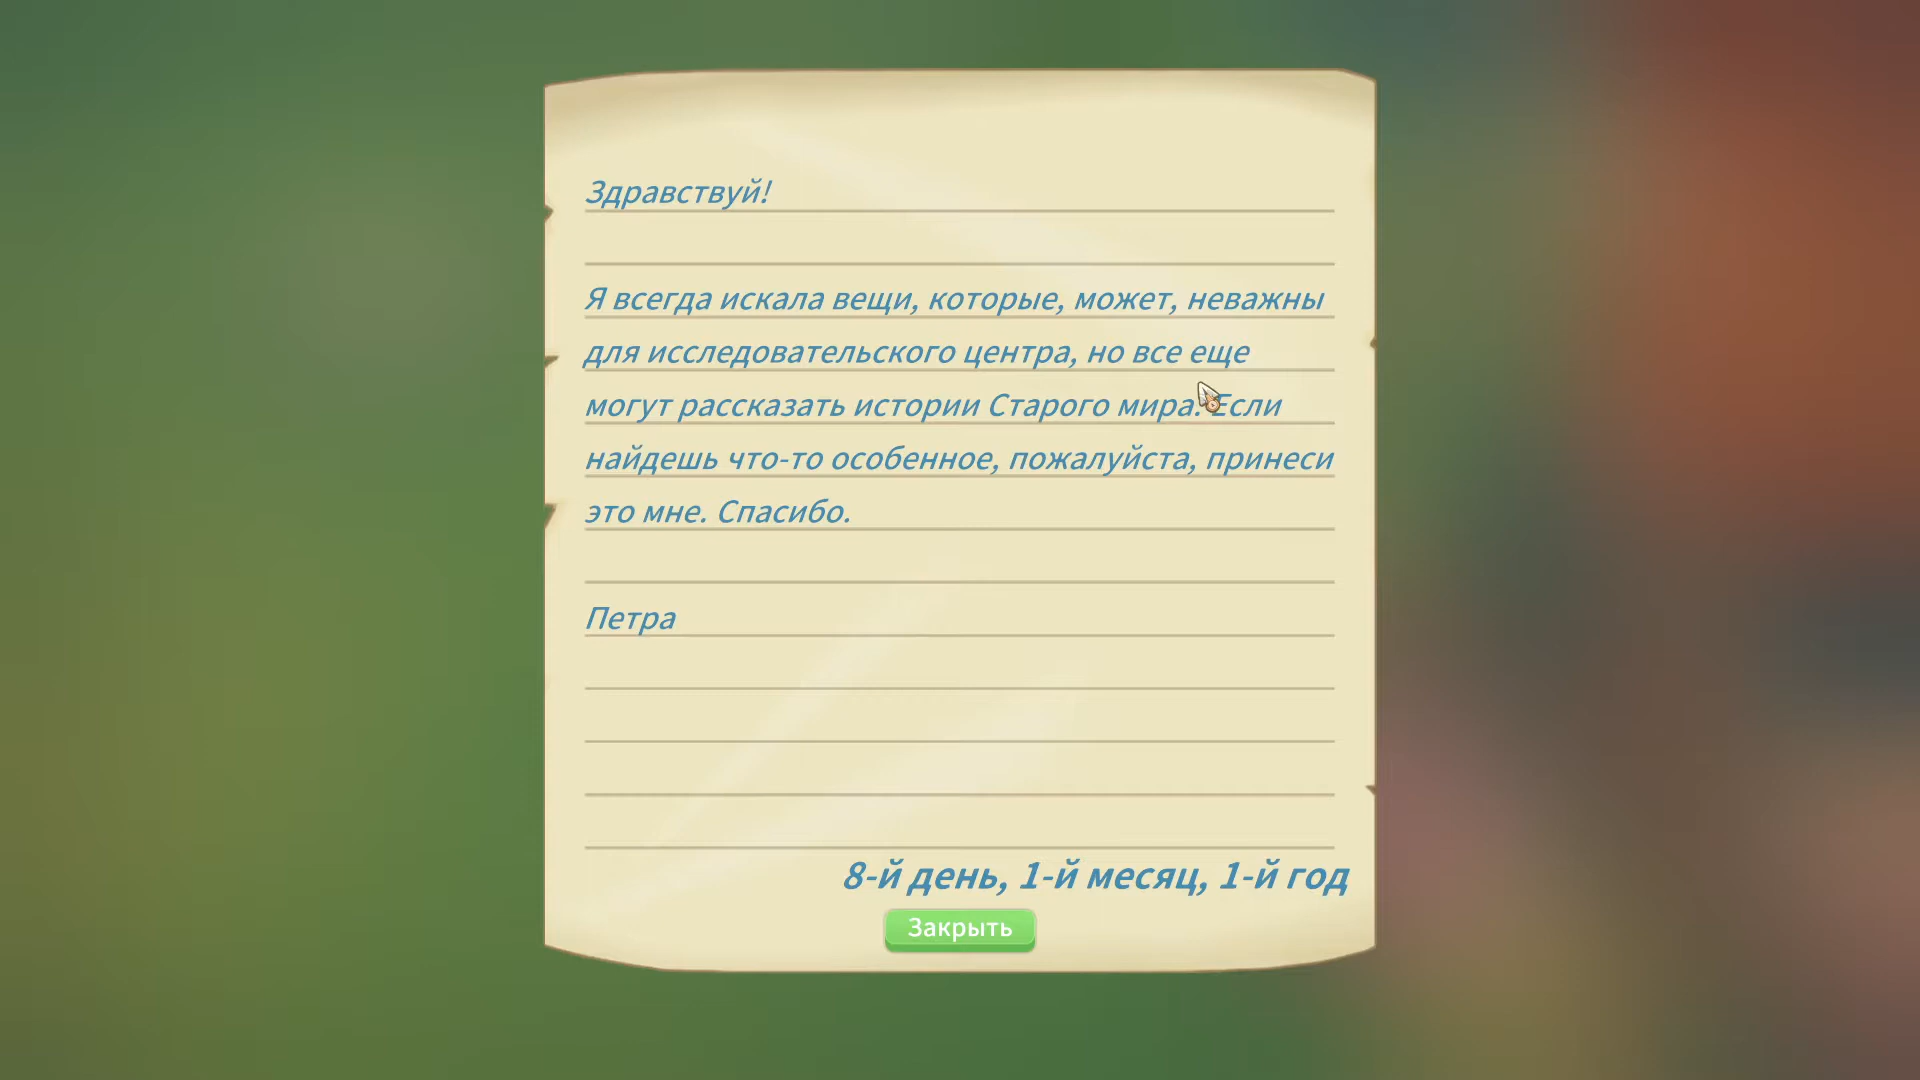 Здравствуй!
Я всегда искала вещи, которые, может, неважны
для исследовательского центра, но все еще
могут рассказать истории Старого мира. Если
найдешь что-то особенное, пожалуйста, принеси
это мне. Спасибо.
Петра
8-й день, 1-й месяц, 1-й год
Закрыть